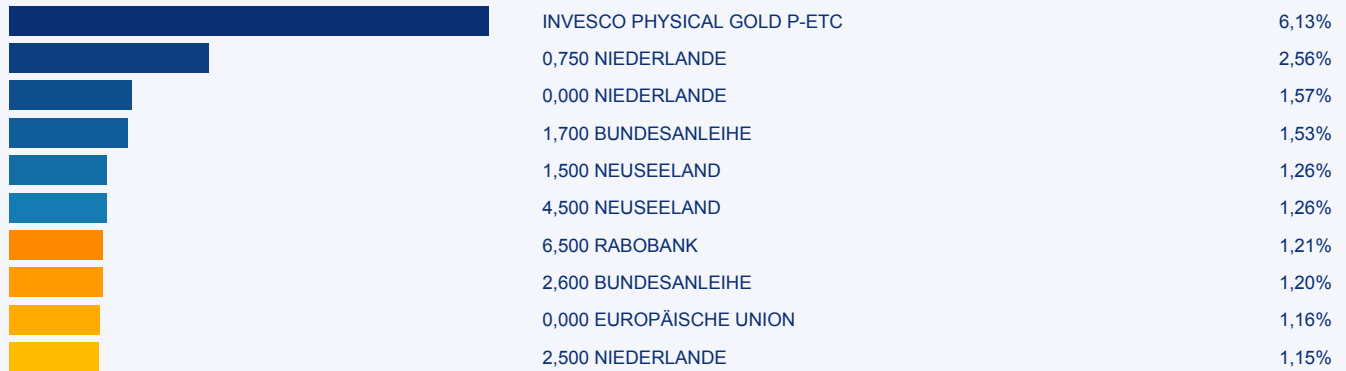 INVESCO PHYSICAL GOLD P-ETC 6,13%
0,750 NIEDERLANDE 2,56%
0,000 NIEDERLANDE 1,57%
1,700 BUNDESANLEIHE 1,53%
1,500 NEUSEELAND 1,26%
4,500 NEUSEELAND 1,26%
6,500 RABOBANK 1,21%
2,600 BUNDESANLEIHE 1,20%
0,000 EUROPÄISCHE UNION 1,16%
2,500 NIEDERLANDE 1,15%